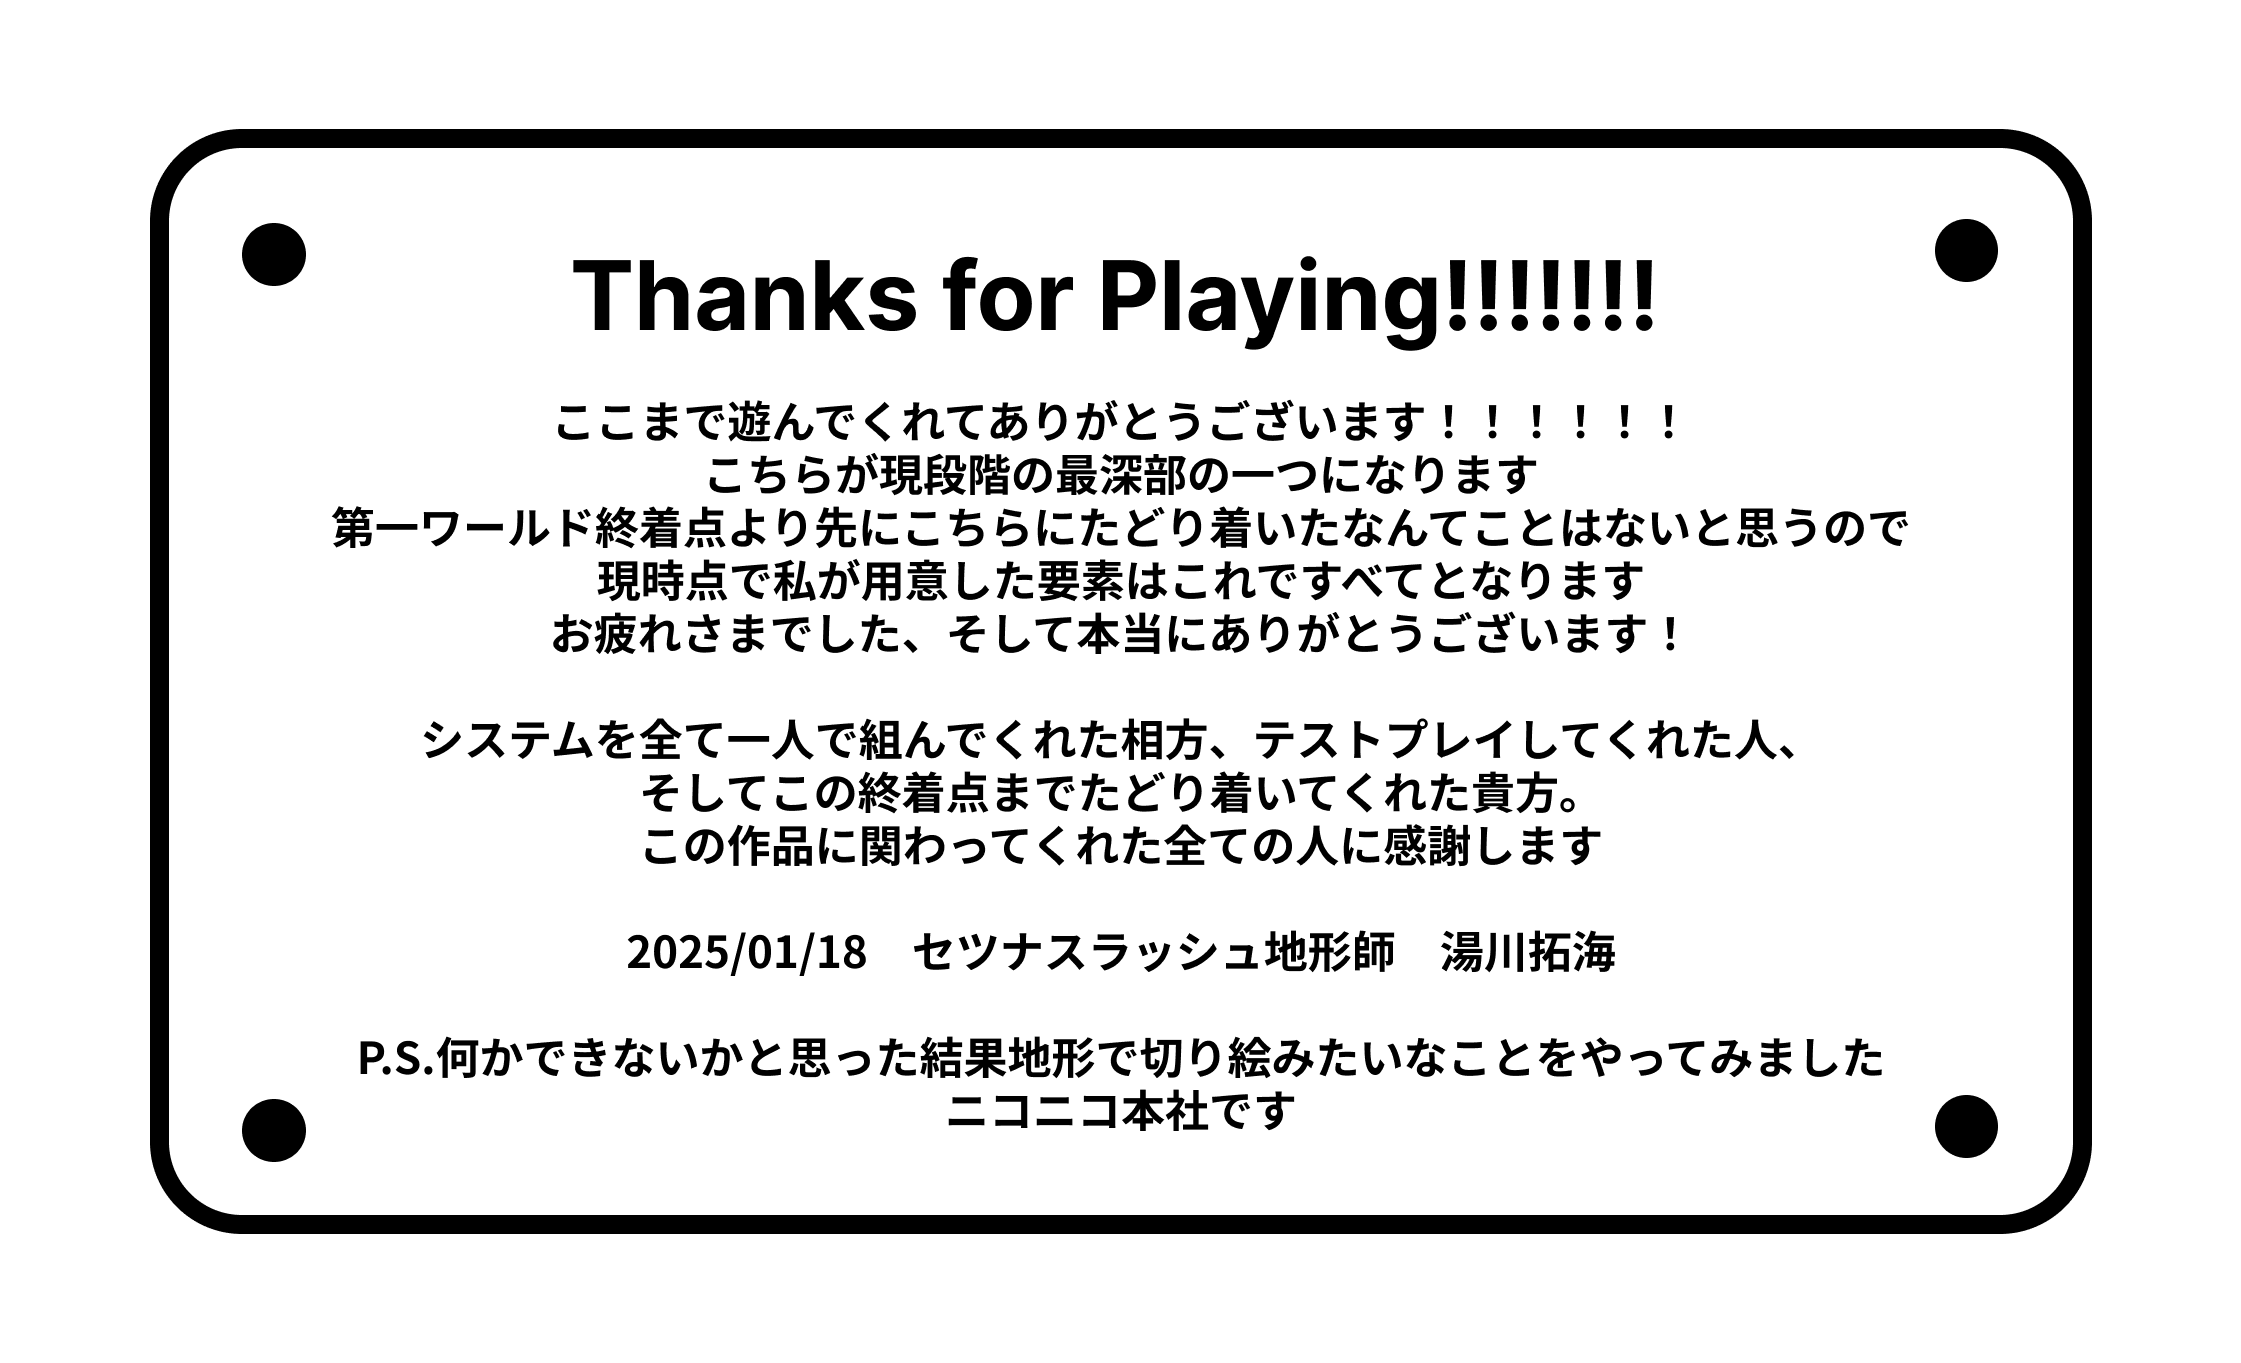 Thanks for Playing!!!!!!!
ここまで遊んでくれてありがとうございます！！！！！！
こちらが現段階の最深部の一つになります
第一ワールド終着点より先にこちらにたどり着いたなんてことはないと思うので
現時点で私が用意した要素はこれですべてとなります
お疲れさまでした、そして本当にありがとうございます！
システムを全て一人で組んでくれた相方、テストプレイしてくれた人、
そしてこの終着点までたどり着いてくれた貴方。
この作品に関わってくれた全ての人に感謝します
2025/01/18　セツナスラッシュ地形師　湯川拓海
P.S.何かできないかと思った結果地形で切り絵みたいなことをやってみました
ニコニコ本社です